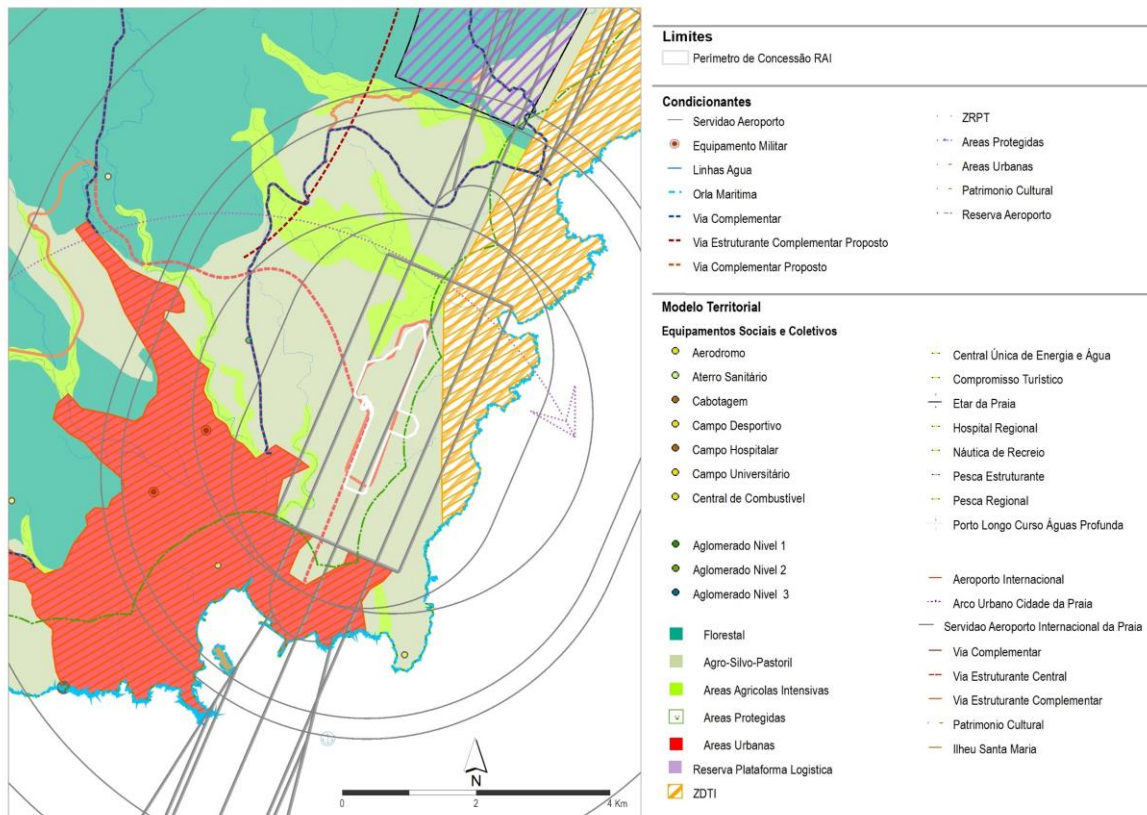 N
0
2
4 Km
Limites
Perímetro de Concessão RAI
Condicionantes
Servidao Aeroporto
Equipamento Militar
Linhas Agua
Orla Maritima
Via Complementar
Via Estruturante Complementar Proposto
Via Complementar Proposto
ZRPT
Areas Protegidas
Areas Urbanas
Patrimonio Cultural
Reserva Aeroporto
Modelo Territorial
Equipamentos Sociais e Coletivos
Aerodromo
Aterro Sanitário
Cabotagem
Campo Desportivo
Campo Hospitalar
Campo Universitário
Central de Combustivel
Aglomerado Nivel 1
Aglomerado Nivel 2
Aglomerado Nivel 3
Florestal
Agro-Silvo-Pastoril
Areas Agricolas Intensivas
Areas Protegidas
Areas Urbanas
Reserva Plataforma Logistica
ZDTI
Central Única de Energia e Água
Compromisso Turístico
Etar da Praia
Hospital Regional
Náutica de Recreio
Pesca Estruturante
Pesca Regional
Porto Longo Curso Águas Profunda
Aeroporto Internacional
Arco Urbano Cidade da Praia
Servidao Aeroporto Internacional da Praia
Via Complementar
Via Estruturante Central
Via Estruturante Complementar
Patrimonio Cultural
Ilheu Santa Maria